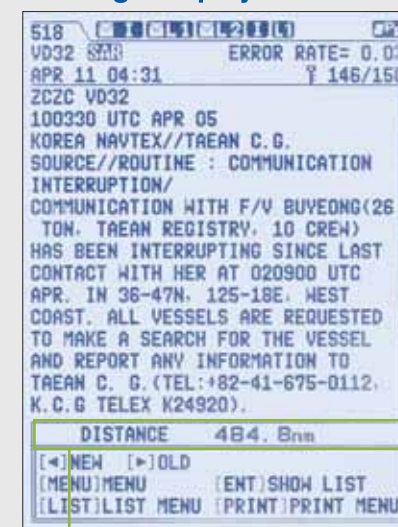 518
VD32 SAR ERROR RATE= 0.0
APR 11 04:31 146/150
ZCZC VD32
100330 UTC APR 05
KOREA NAVTEX//TAEAN C.G.
SOURCE//ROUTINE : COMMUNICATION
INTERRUPTION/
COMMUNICATION WITH F/V BUYEONG(26
TON. TAEAN REGISTRY, 10 CREW)
HAS BEEN INTERRUPTING SINCE LAST
CONTACT WITH HER AT 020900 UTC
APR. IN 36-47N, 125-18E, WEST
COAST. ALL VESSELS ARE REQUESTED
TO MAKE A SEARCH FOR THE VESSEL
AND REPORT ANY INFORMATION TO
TAEAN C. G.(TEL:+82-41-675-0112,
K.C.G TELEX K24920).
DISTANCE 484.8nm
[◄]NEW [►]OLD
[MENU]MENU [ENT]SHOW LIST
[LIST]LIST MENU [PRINT]PRINT MENU